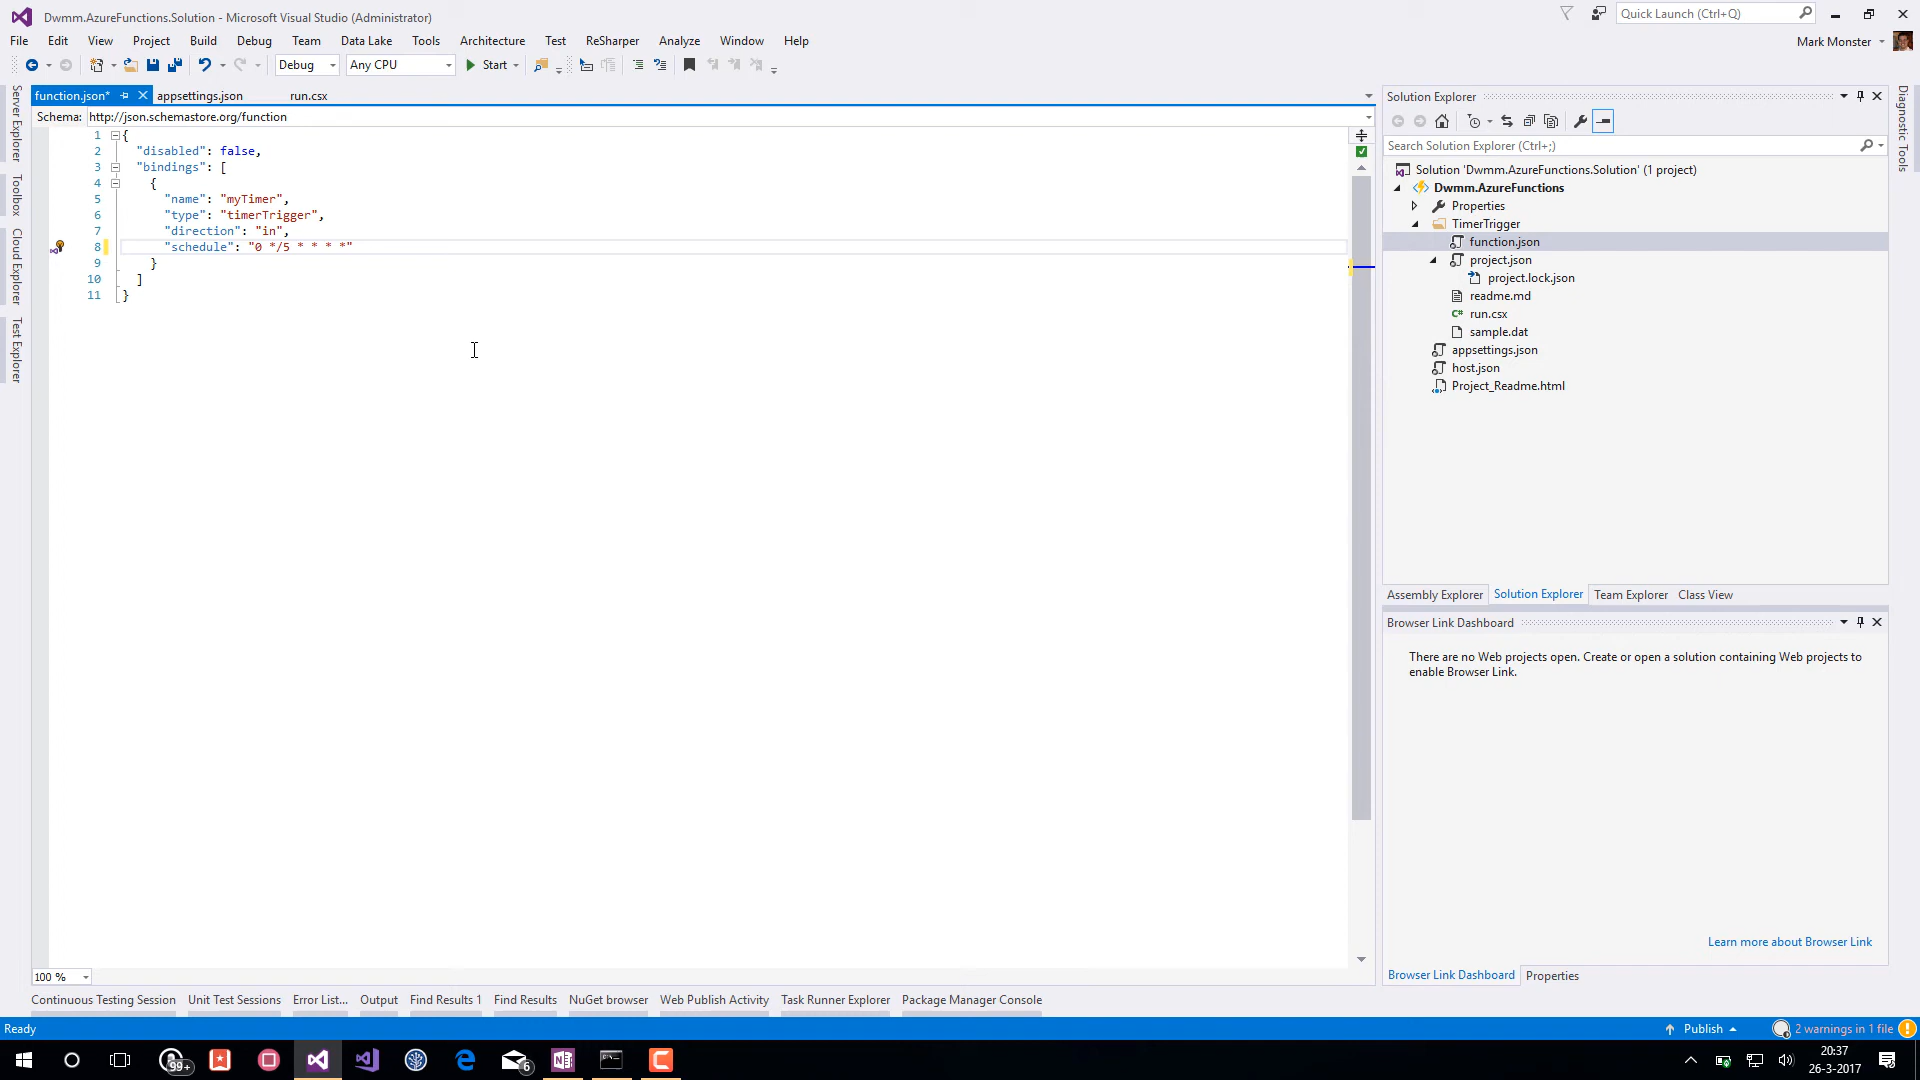 Dwmm.AzureFunctions.Solution - Microsoft Visual Studio (Administrator)
Quick Launch (Ctrl+Q)
File Edit View Project Build Debug Team Data Lake Tools Architecture Test ReSharper Analyze Window Help
Mark Monster
Debug
Any CPU
Start
function.json*
appsettings.json
run.csx
Schema: http://json.schemastore.org/function
1 {
2 "disabled": false,
3 "bindings": [
4 {
5 "name": "myTimer",
6 "type": "timerTrigger",
7 "direction": "in",
8 "schedule": "0 */5 * * * *"
9 }
10 ]
11 }
100 %
Server Explorer
Toolbox
Cloud Explorer
Test Explorer
Solution Explorer
Search Solution Explorer (Ctrl+;)
Solution 'Dwmm.AzureFunctions.Solution' (1 project)
Dwmm.AzureFunctions
Properties
TimerTrigger
function.json
project.json
project.lock.json
readme.md
run.csx
sample.dat
appsettings.json
host.json
Project_Readme.html
Assembly Explorer
Solution Explorer
Team Explorer
Class View
Browser Link Dashboard
There are no Web projects open. Create or open a solution containing Web projects to
enable Browser Link.
Learn more about Browser Link
Browser Link Dashboard
Properties
Diagnostic Tools
Continuous Testing Session
Unit Test Sessions
Error List...
Output
Find Results 1
Find Results
NuGet browser
Web Publish Activity
Task Runner Explorer
Package Manager Console
Ready
Publish
2 warnings in 1 file
99+
6
20:37
26-3-2017